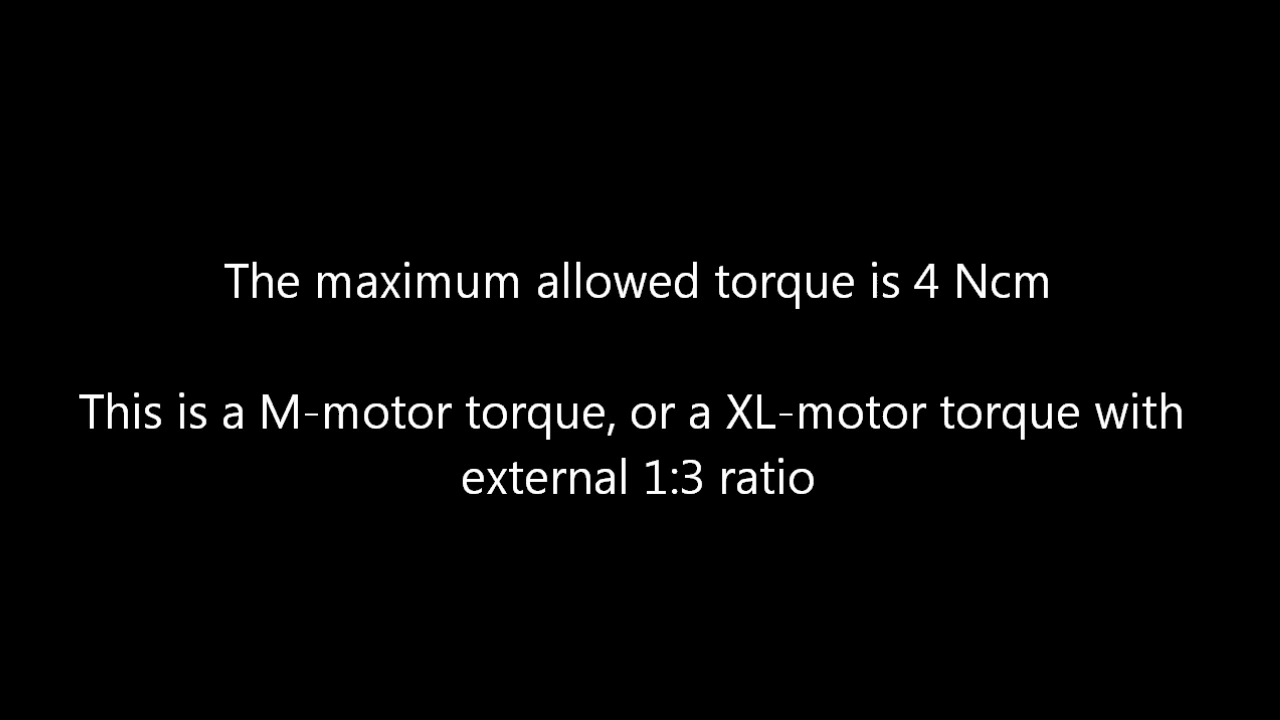 The maximum allowed torque is 4 Ncm
This is a M-motor torque, or a XL-motor torque with
external 1:3 ratio